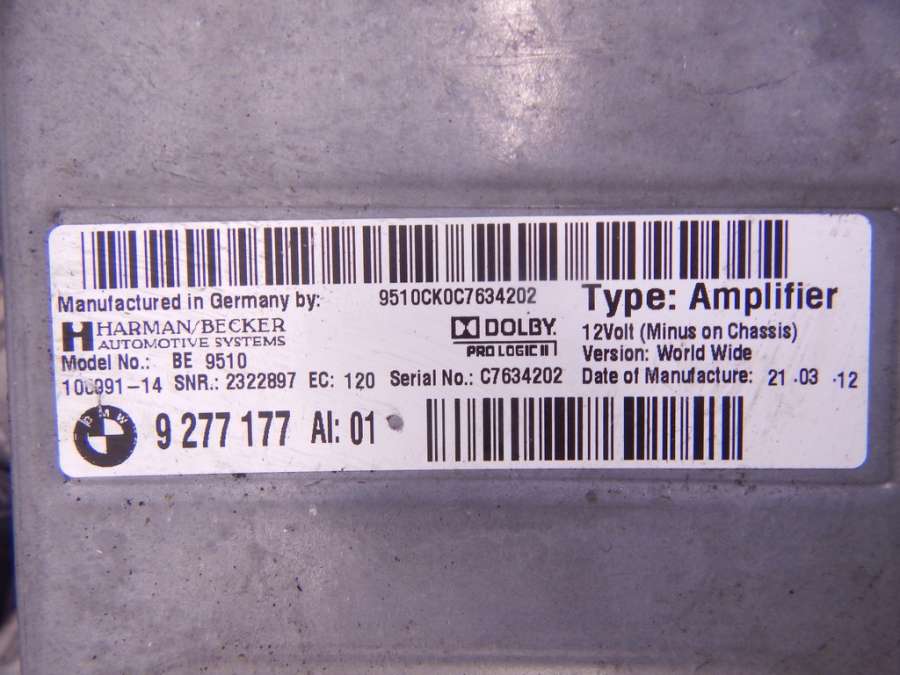 Manufactured in Germany by: 9510CK0C7634202 Type: Amplifier
H HARMAN/BECKER
AUTOMOTIVE SYSTEMS
DOLBY
PRO LOGIC II
12Volt (Minus on Chassis)
Model No.: BE 9510 Version: World Wide
SNR.: 2322897 EC: 120 Serial No.: C7634202 Date of Manufacture: 21.03.12
BMW 9 277 177 AI: 01